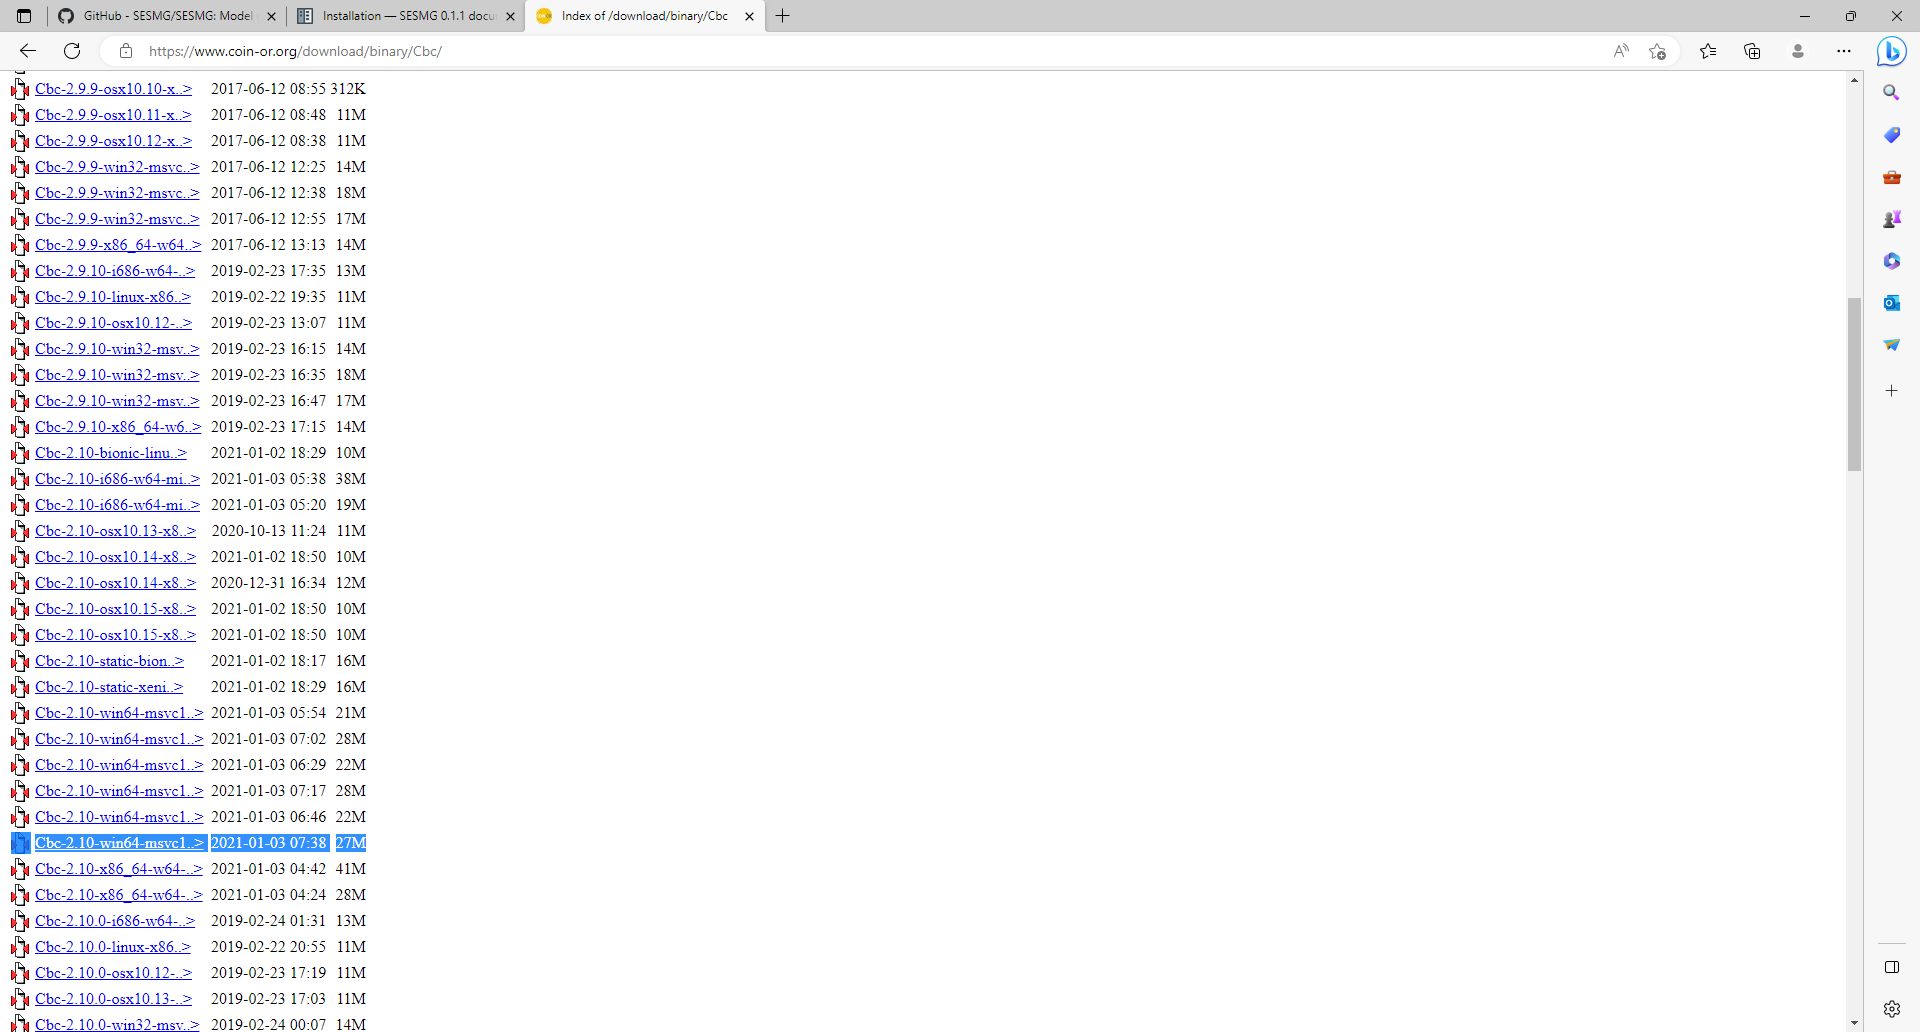 GitHub - SESMG/SESMG: Model
Installation — SESMG 0.1.1 docu
Index of /download/binary/Cbc
https://www.coin-or.org/download/binary/Cbc/
Cbc-2.9.9-osx10.10-x..> 2017-06-12 08:55 312K
Cbc-2.9.9-osx10.11-x..> 2017-06-12 08:48 11M
Cbc-2.9.9-osx10.12-x..> 2017-06-12 08:38 11M
Cbc-2.9.9-win32-msvc..> 2017-06-12 12:25 14M
Cbc-2.9.9-win32-msvc..> 2017-06-12 12:38 18M
Cbc-2.9.9-win32-msvc..> 2017-06-12 12:55 17M
Cbc-2.9.9-x86_64-w64..> 2017-06-12 13:13 14M
Cbc-2.9.10-i686-w64-..> 2019-02-23 17:35 13M
Cbc-2.9.10-linux-x86..> 2019-02-22 19:35 11M
Cbc-2.9.10-osx10.12-..> 2019-02-23 13:07 11M
Cbc-2.9.10-win32-msv..> 2019-02-23 16:15 14M
Cbc-2.9.10-win32-msv..> 2019-02-23 16:35 18M
Cbc-2.9.10-win32-msv..> 2019-02-23 16:47 17M
Cbc-2.9.10-x86_64-w6..> 2019-02-23 17:15 14M
Cbc-2.10-bionic-linu..> 2021-01-02 18:29 10M
Cbc-2.10-i686-w64-mi..> 2021-01-03 05:38 38M
Cbc-2.10-i686-w64-mi..> 2021-01-03 05:20 19M
Cbc-2.10-osx10.13-x8..> 2020-10-13 11:24 11M
Cbc-2.10-osx10.14-x8..> 2021-01-02 18:50 10M
Cbc-2.10-osx10.14-x8..> 2020-12-31 16:34 12M
Cbc-2.10-osx10.15-x8..> 2021-01-02 18:50 10M
Cbc-2.10-osx10.15-x8..> 2021-01-02 18:50 10M
Cbc-2.10-static-bion..> 2021-01-02 18:17 16M
Cbc-2.10-static-xeni..> 2021-01-02 18:29 16M
Cbc-2.10-win64-msvc1..> 2021-01-03 05:54 21M
Cbc-2.10-win64-msvc1..> 2021-01-03 07:02 28M
Cbc-2.10-win64-msvc1..> 2021-01-03 06:29 22M
Cbc-2.10-win64-msvc1..> 2021-01-03 07:17 28M
Cbc-2.10-win64-msvc1..> 2021-01-03 06:46 22M
Cbc-2.10-win64-msvc1..> 2021-01-03 07:38 27M
Cbc-2.10-x86_64-w64-..> 2021-01-03 04:42 41M
Cbc-2.10-x86_64-w64-..> 2021-01-03 04:24 28M
Cbc-2.10.0-i686-w64-..> 2019-02-24 01:31 13M
Cbc-2.10.0-linux-x86..> 2019-02-22 20:55 11M
Cbc-2.10.0-osx10.12-..> 2019-02-23 17:19 11M
Cbc-2.10.0-osx10.13-..> 2019-02-23 17:03 11M
Cbc-2.10.0-win32-msv..> 2019-02-24 00:07 14M